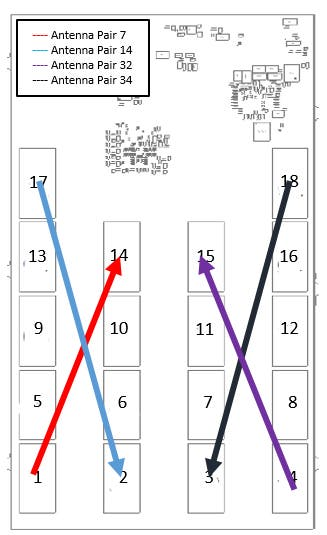 Antenna Pair 7
Antenna Pair 14
Antenna Pair 32
Antenna Pair 34
17 18
13 14 15 16
9 10 11 12
5 6 7 8
1 2 3 4